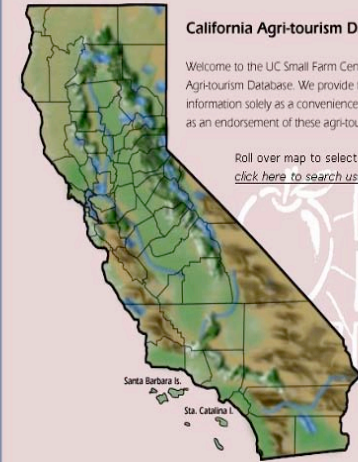 California Agri-tourism D
Welcome to the UC Small Farm Cen
Agri-tourism Database. We provide
information solely as a convenience
as an endorsement of these agri-tou
Roll over map to select
click here to search us
Santa Barbara Is.
Sta. Catalina I.